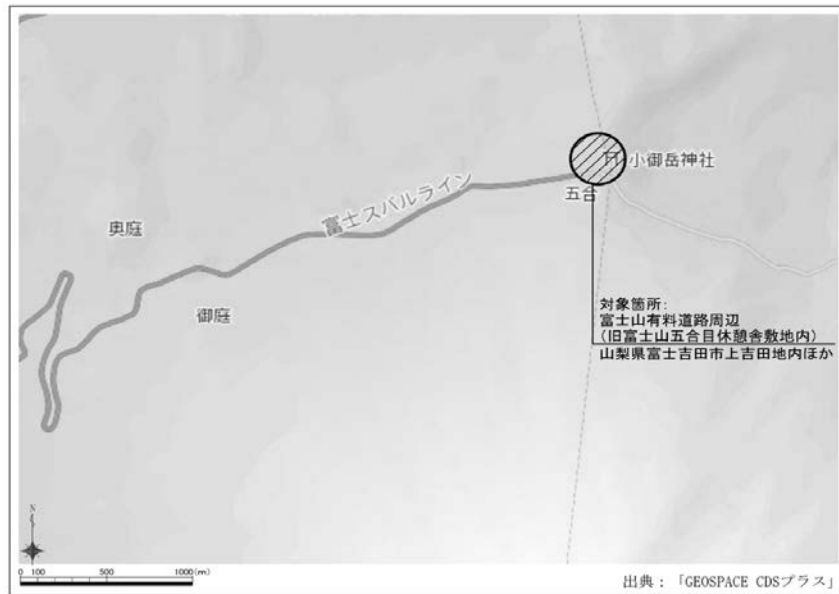 小御岳神社
五合
富士スバルライン
奥庭
御庭
対象箇所:
富士山有料道路周辺
(旧富士山五合目休憩舎敷地内)
山梨県富士吉田市上吉田地内ほか
N
0 100 500 1000(m)
出典：「GEOSPACE CDSプラス」